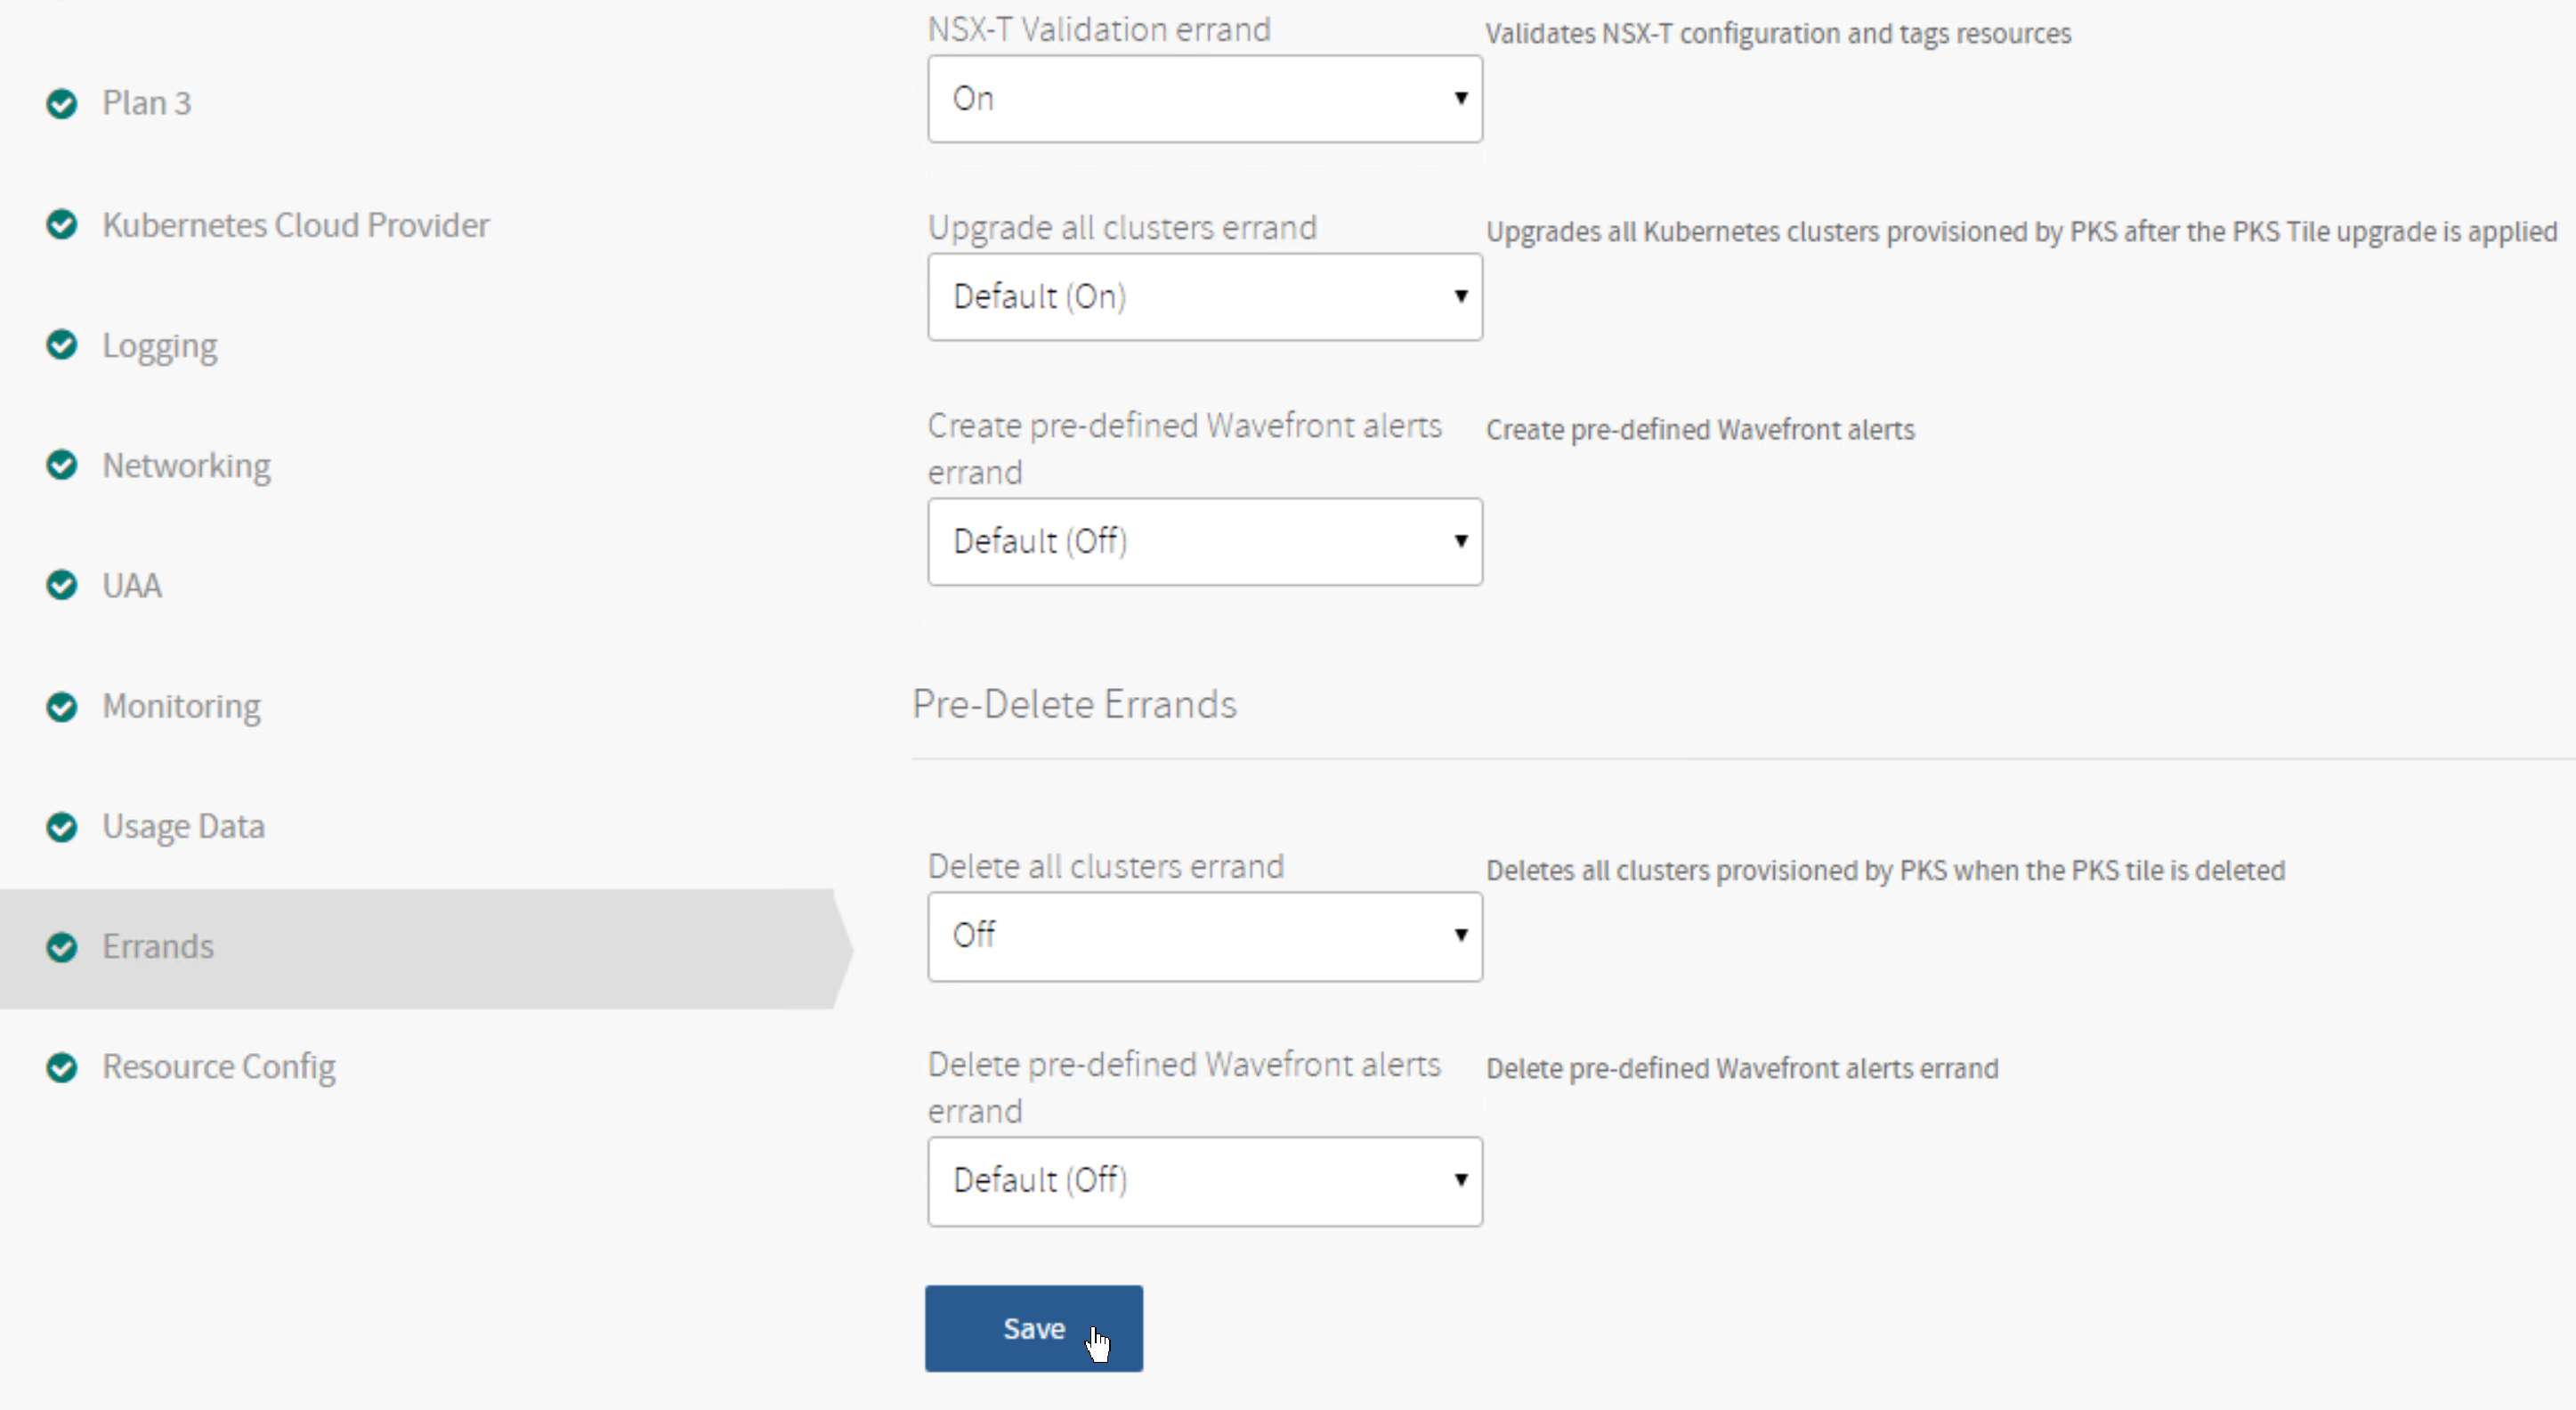 Plan 3
Kubernetes Cloud Provider
Logging
Networking
UAA
Monitoring
Usage Data
Errands
Resource Config
NSX-T Validation errand
Validates NSX-T configuration and tags resources
On
Upgrade all clusters errand
Upgrades all Kubernetes clusters provisioned by PKS after the PKS Tile upgrade is applied
Default (On)
Create pre-defined Wavefront alerts
errand
Create pre-defined Wavefront alerts
Default (Off)
Pre-Delete Errands
Delete all clusters errand
Deletes all clusters provisioned by PKS when the PKS tile is deleted
Off
Delete pre-defined Wavefront alerts
errand
Delete pre-defined Wavefront alerts errand
Default (Off)
Save